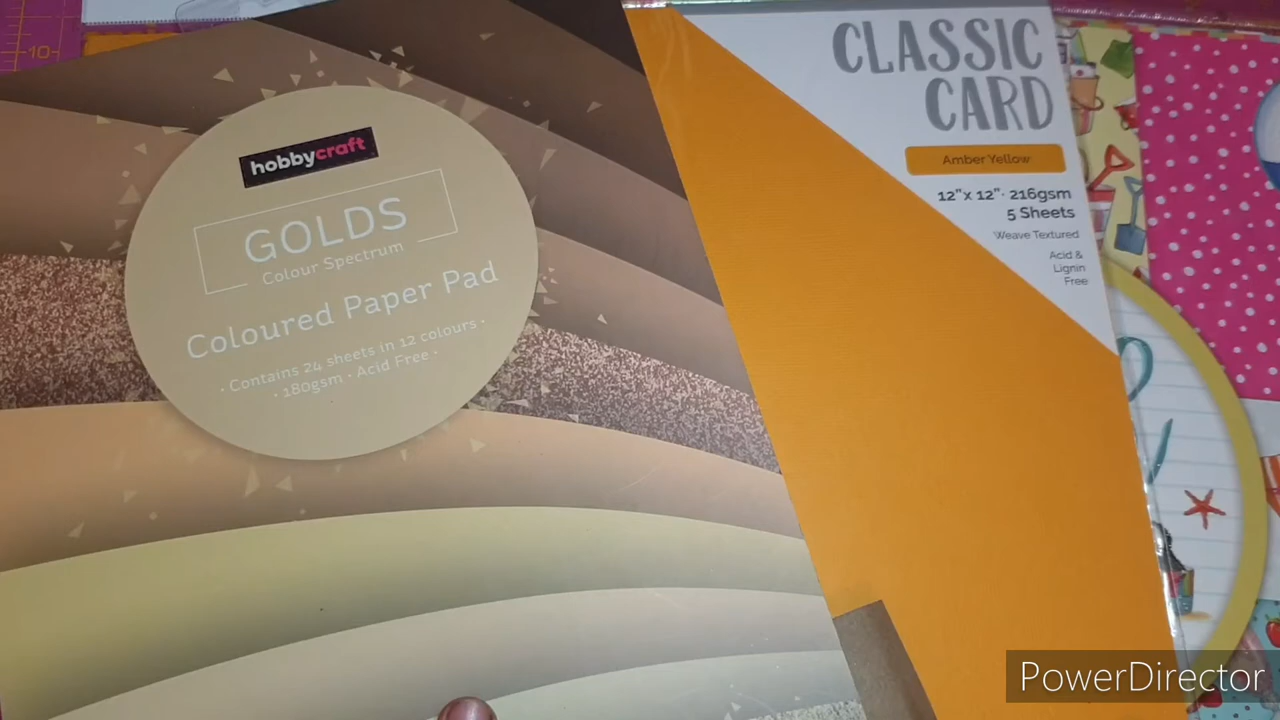 10
hobbycraft
GOLDS
Colour Spectrum
Coloured Paper Pad
· Contains 24 sheets in 12 colours ·
· 180gsm · Acid Free ·
CLASSIC
CARD
Amber Yellow
12"x 12"· 216gsm
5 Sheets
Weave Textured
Acid &
Lignin
Free
PowerDirector